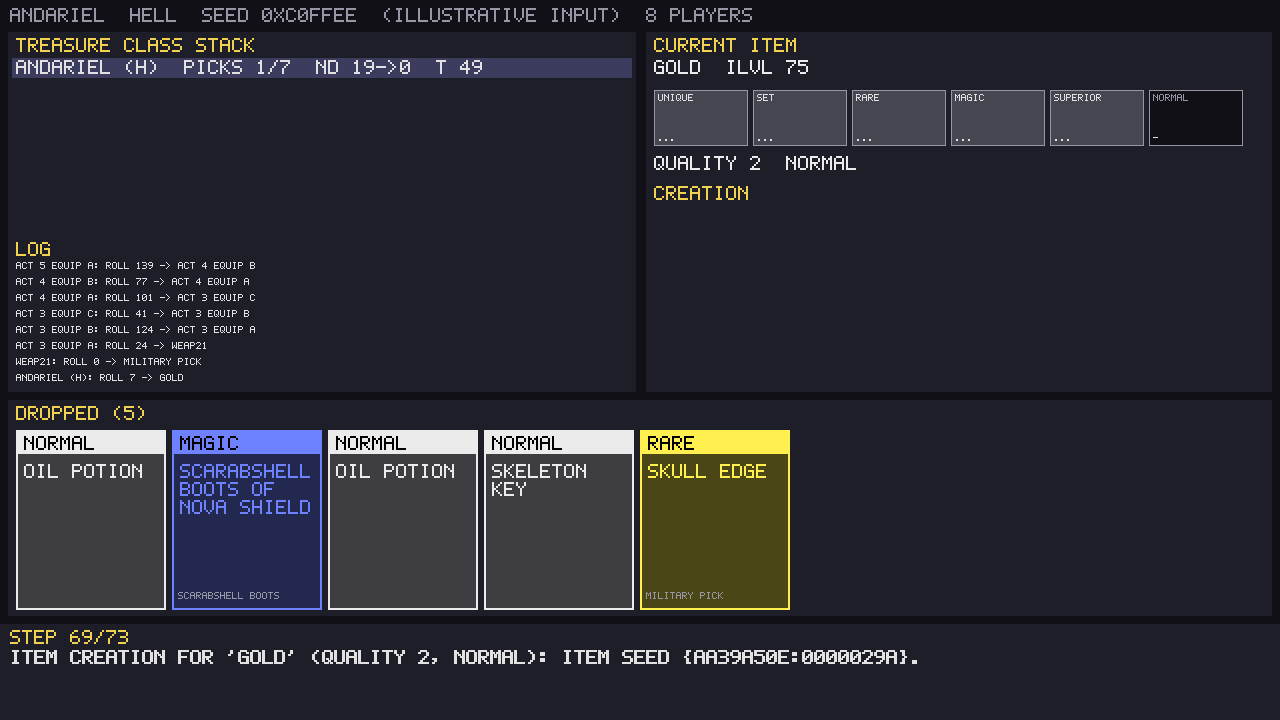 ANDARIEL HELL SEED 0XC0FFEE (ILLUSTRATIVE INPUT) 8 PLAYERS
TREASURE CLASS STACK
ANDARIEL (H) PICKS 1/7 ND 19->0 T 49
LOG
ACT 5 EQUIP A: ROLL 139 -> ACT 4 EQUIP B
ACT 4 EQUIP B: ROLL 77 -> ACT 4 EQUIP A
ACT 4 EQUIP A: ROLL 101 -> ACT 3 EQUIP C
ACT 3 EQUIP C: ROLL 41 -> ACT 3 EQUIP B
ACT 3 EQUIP B: ROLL 124 -> ACT 3 EQUIP A
ACT 3 EQUIP A: ROLL 24 -> WEAP21
WEAP21: ROLL 0 -> MILITARY PICK
ANDARIEL (H): ROLL 7 -> GOLD
CURRENT ITEM
GOLD ILVL 75
UNIQUE
...
SET
...
RARE
...
MAGIC
...
SUPERIOR
...
NORMAL
_
QUALITY 2 NORMAL
CREATION
DROPPED (5)
NORMAL
OIL POTION
MAGIC
SCARABSHELL
BOOTS OF
NOVA SHIELD
SCARABSHELL BOOTS
NORMAL
OIL POTION
NORMAL
SKELETON
KEY
RARE
SKULL EDGE
MILITARY PICK
STEP 69/73
ITEM CREATION FOR 'GOLD' (QUALITY 2, NORMAL): ITEM SEED {AA39A50E:0000029A}.